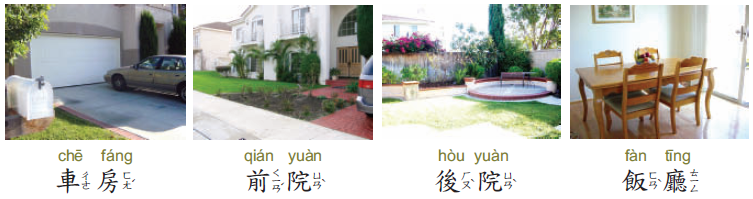 chē fáng qián yuàn hòu yuàn fàn tīng
車ㄔㄜ房ㄈㄤˊ 前ㄑㄧㄢˊ院ㄩㄢˋ 後ㄏㄡˋ院ㄩㄢˋ 飯ㄈㄢˋ廳ㄊㄧㄥ